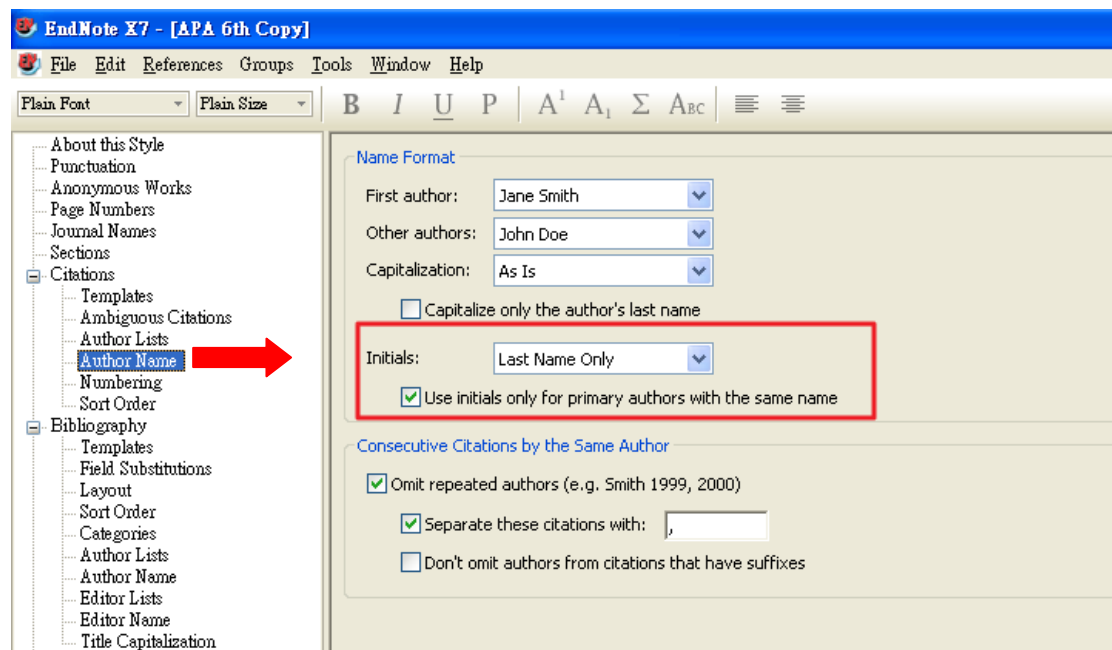 EndNote X7 - [APA 6th Copy]
File Edit References Groups Tools Window Help
Plain Font Plain Size B I U P A1 A1 Σ ABC
About this Style
Punctuation
Anonymous Works
Page Numbers
Journal Names
Sections
Citations
Templates
Ambiguous Citations
Author Lists
Author Name
Numbering
Sort Order
Bibliography
Templates
Field Substitutions
Layout
Sort Order
Categories
Author Lists
Author Name
Editor Lists
Editor Name
Title Capitalization
Name Format
First author: Jane Smith
Other authors: John Doe
Capitalization: As Is
Capitalize only the author's last name
Initials: Last Name Only
Use initials only for primary authors with the same name
Consecutive Citations by the Same Author
Omit repeated authors (e.g. Smith 1999, 2000)
Separate these citations with: ,
Don't omit authors from citations that have suffixes